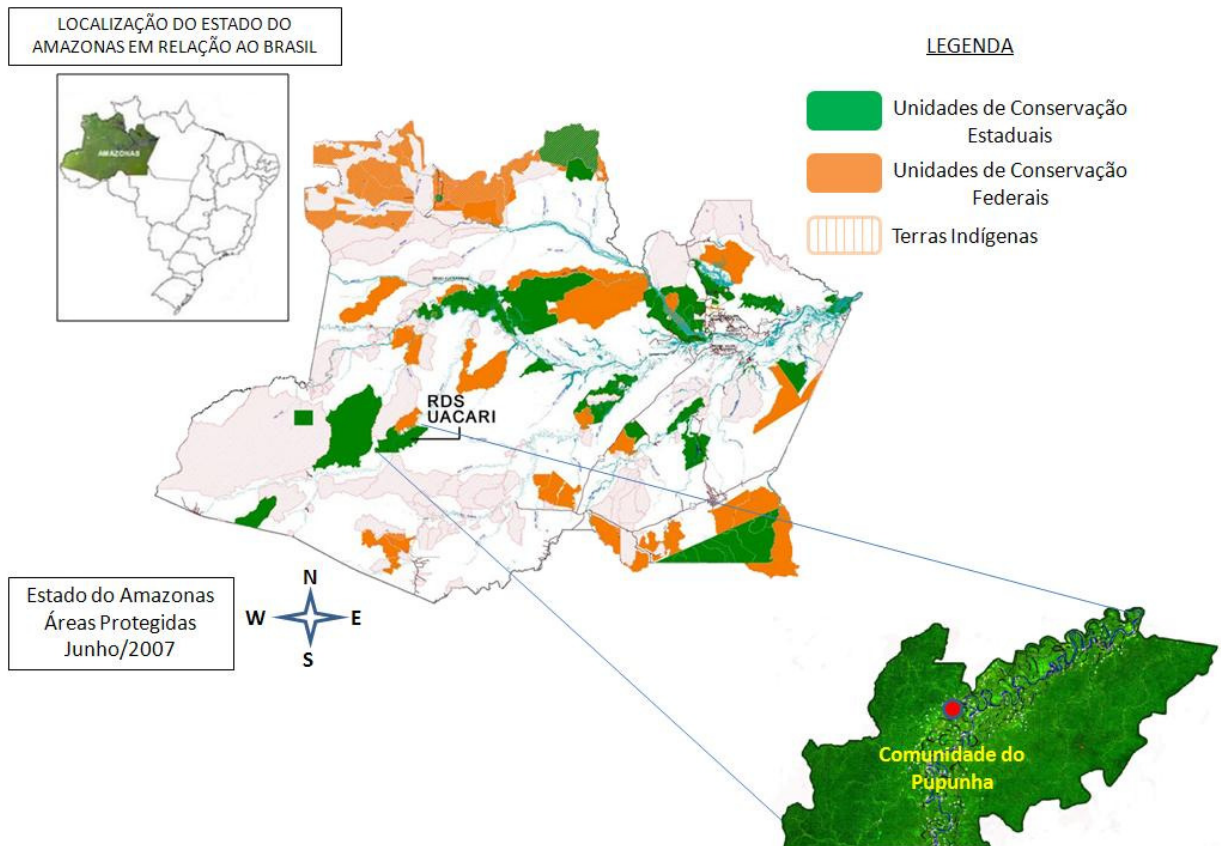 LOCALIZAÇÃO DO ESTADO DO
AMAZONAS EM RELAÇÃO AO BRASIL
AMAZONAS
LEGENDA
Unidades de Conservação
Estaduais
Unidades de Conservação
Federais
Terras Indígenas
RDS
UACARI
Estado do Amazonas
Áreas Protegidas
Junho/2007
N
W
E
S
Comunidade do
Pupunha